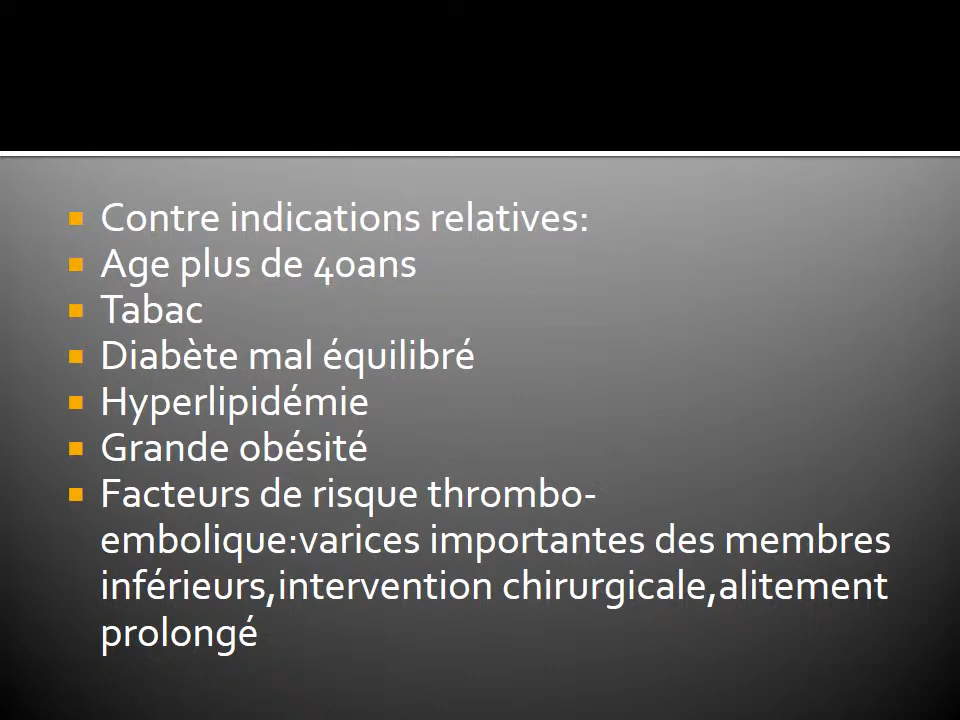 Contre indications relatives:
Age plus de 40ans
Tabac
Diabète mal équilibré
Hyperlipidémie
Grande obésité
Facteurs de risque thrombo-
embolique:varices importantes des membres
inférieurs,intervention chirurgicale,alitement
prolongé